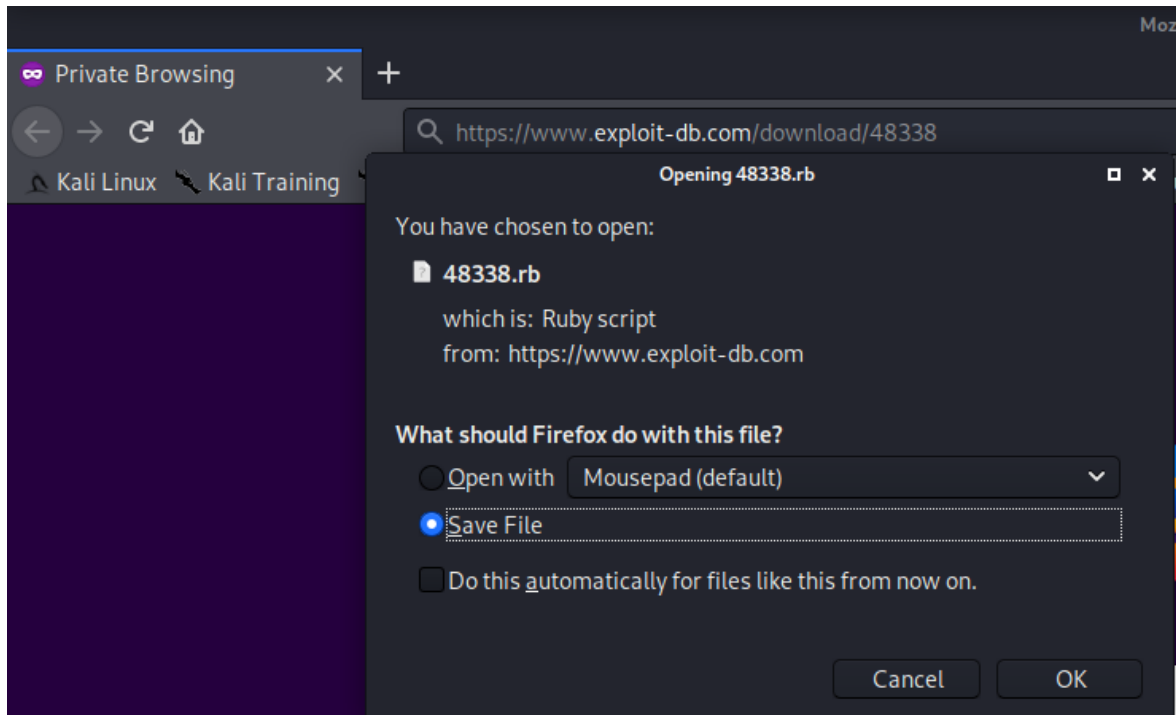 Moz
Private Browsing
https://www.exploit-db.com/download/48338
Kali Linux Kali Training
Opening 48338.rb
You have chosen to open:
48338.rb
which is: Ruby script
from: https://www.exploit-db.com
What should Firefox do with this file?
Open with Mousepad (default)
Save File
Do this automatically for files like this from now on.
Cancel OK